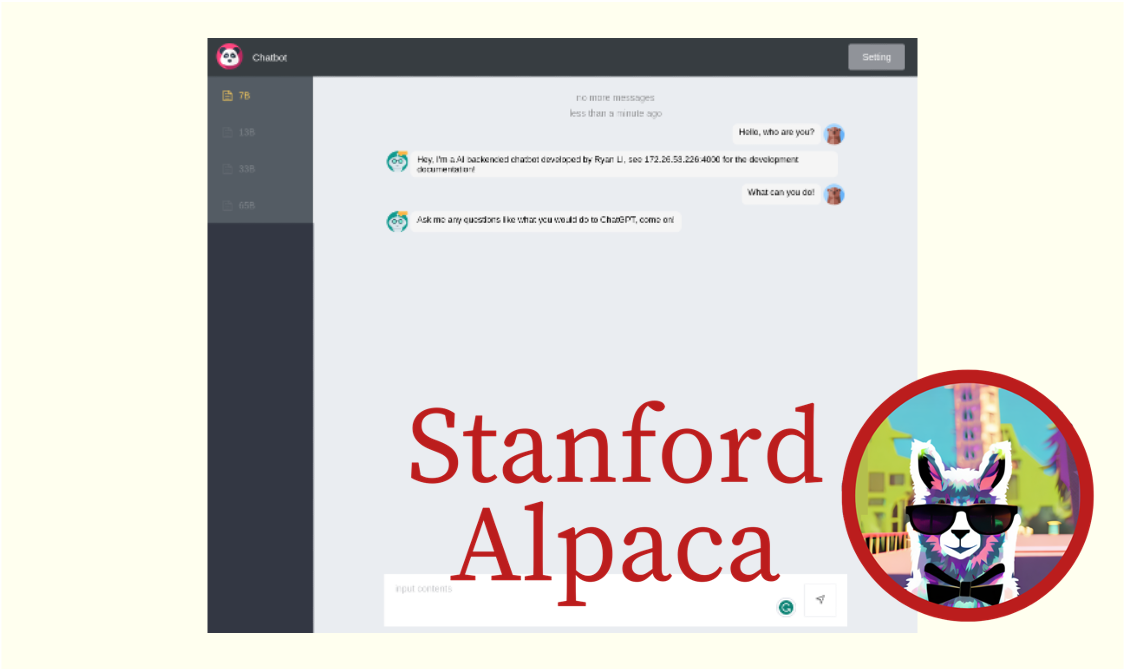 Chatbot
Setting
7B
13B
33B
65B
no more messages
less than a minute ago
Hello, who are you?
Hey, I'm a AI backended chatbot developed by Ryan Li, see 172.26.53.226:4000 for the development
documentation!
What can you do!
Ask me any questions like what you would do to ChatGPT, come on!
Stanford
Alpaca
input contents